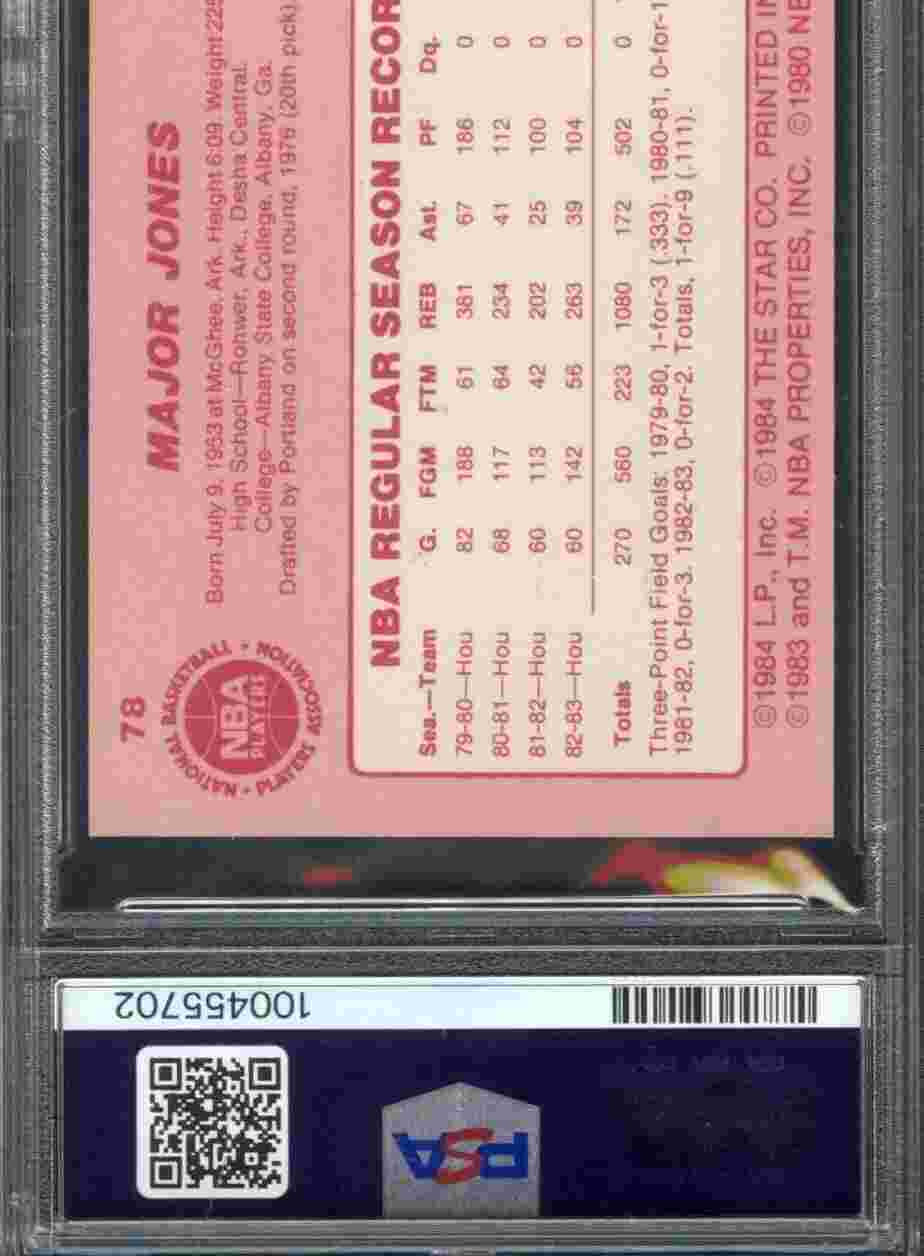 78
MAJOR JONES
NATIONAL BASKETBALL • PLAYERS ASSOCIATION •
NBA
PLAYERS
Born July 9, 1953 at McGhee, Ark. Height 6:09. Weight:225
High School—Rohwer, Ark., Desha Central.
College—Albany State College, Albany, Ga.
Drafted by Portland on second round, 1976 (20th pick).
NBA REGULAR SEASON RECOR
Sea.—Team G. FGM FTM REB Ast. PF Dq.
79-80—Hou 82 188 61 381 67 186 0
80-81—Hou 68 117 64 234 41 112 0
81-82—Hou 60 113 42 202 25 100 0
82-83—Hou 60 142 56 263 39 104 0
Totals 270 560 223 1080 172 502 0
Three-Point Field Goals: 1979-80, 1-for-3 (.333). 1980-81, 0-for-1
1981-82, 0-for-3. 1982-83, 0-for-2. Totals, 1-for-9 (.111).
©1984 L.P., Inc. ©1984 THE STAR CO. PRINTED IN
©1983 and T.M. NBA PROPERTIES, INC. ©1980 NB
100455702
PSA